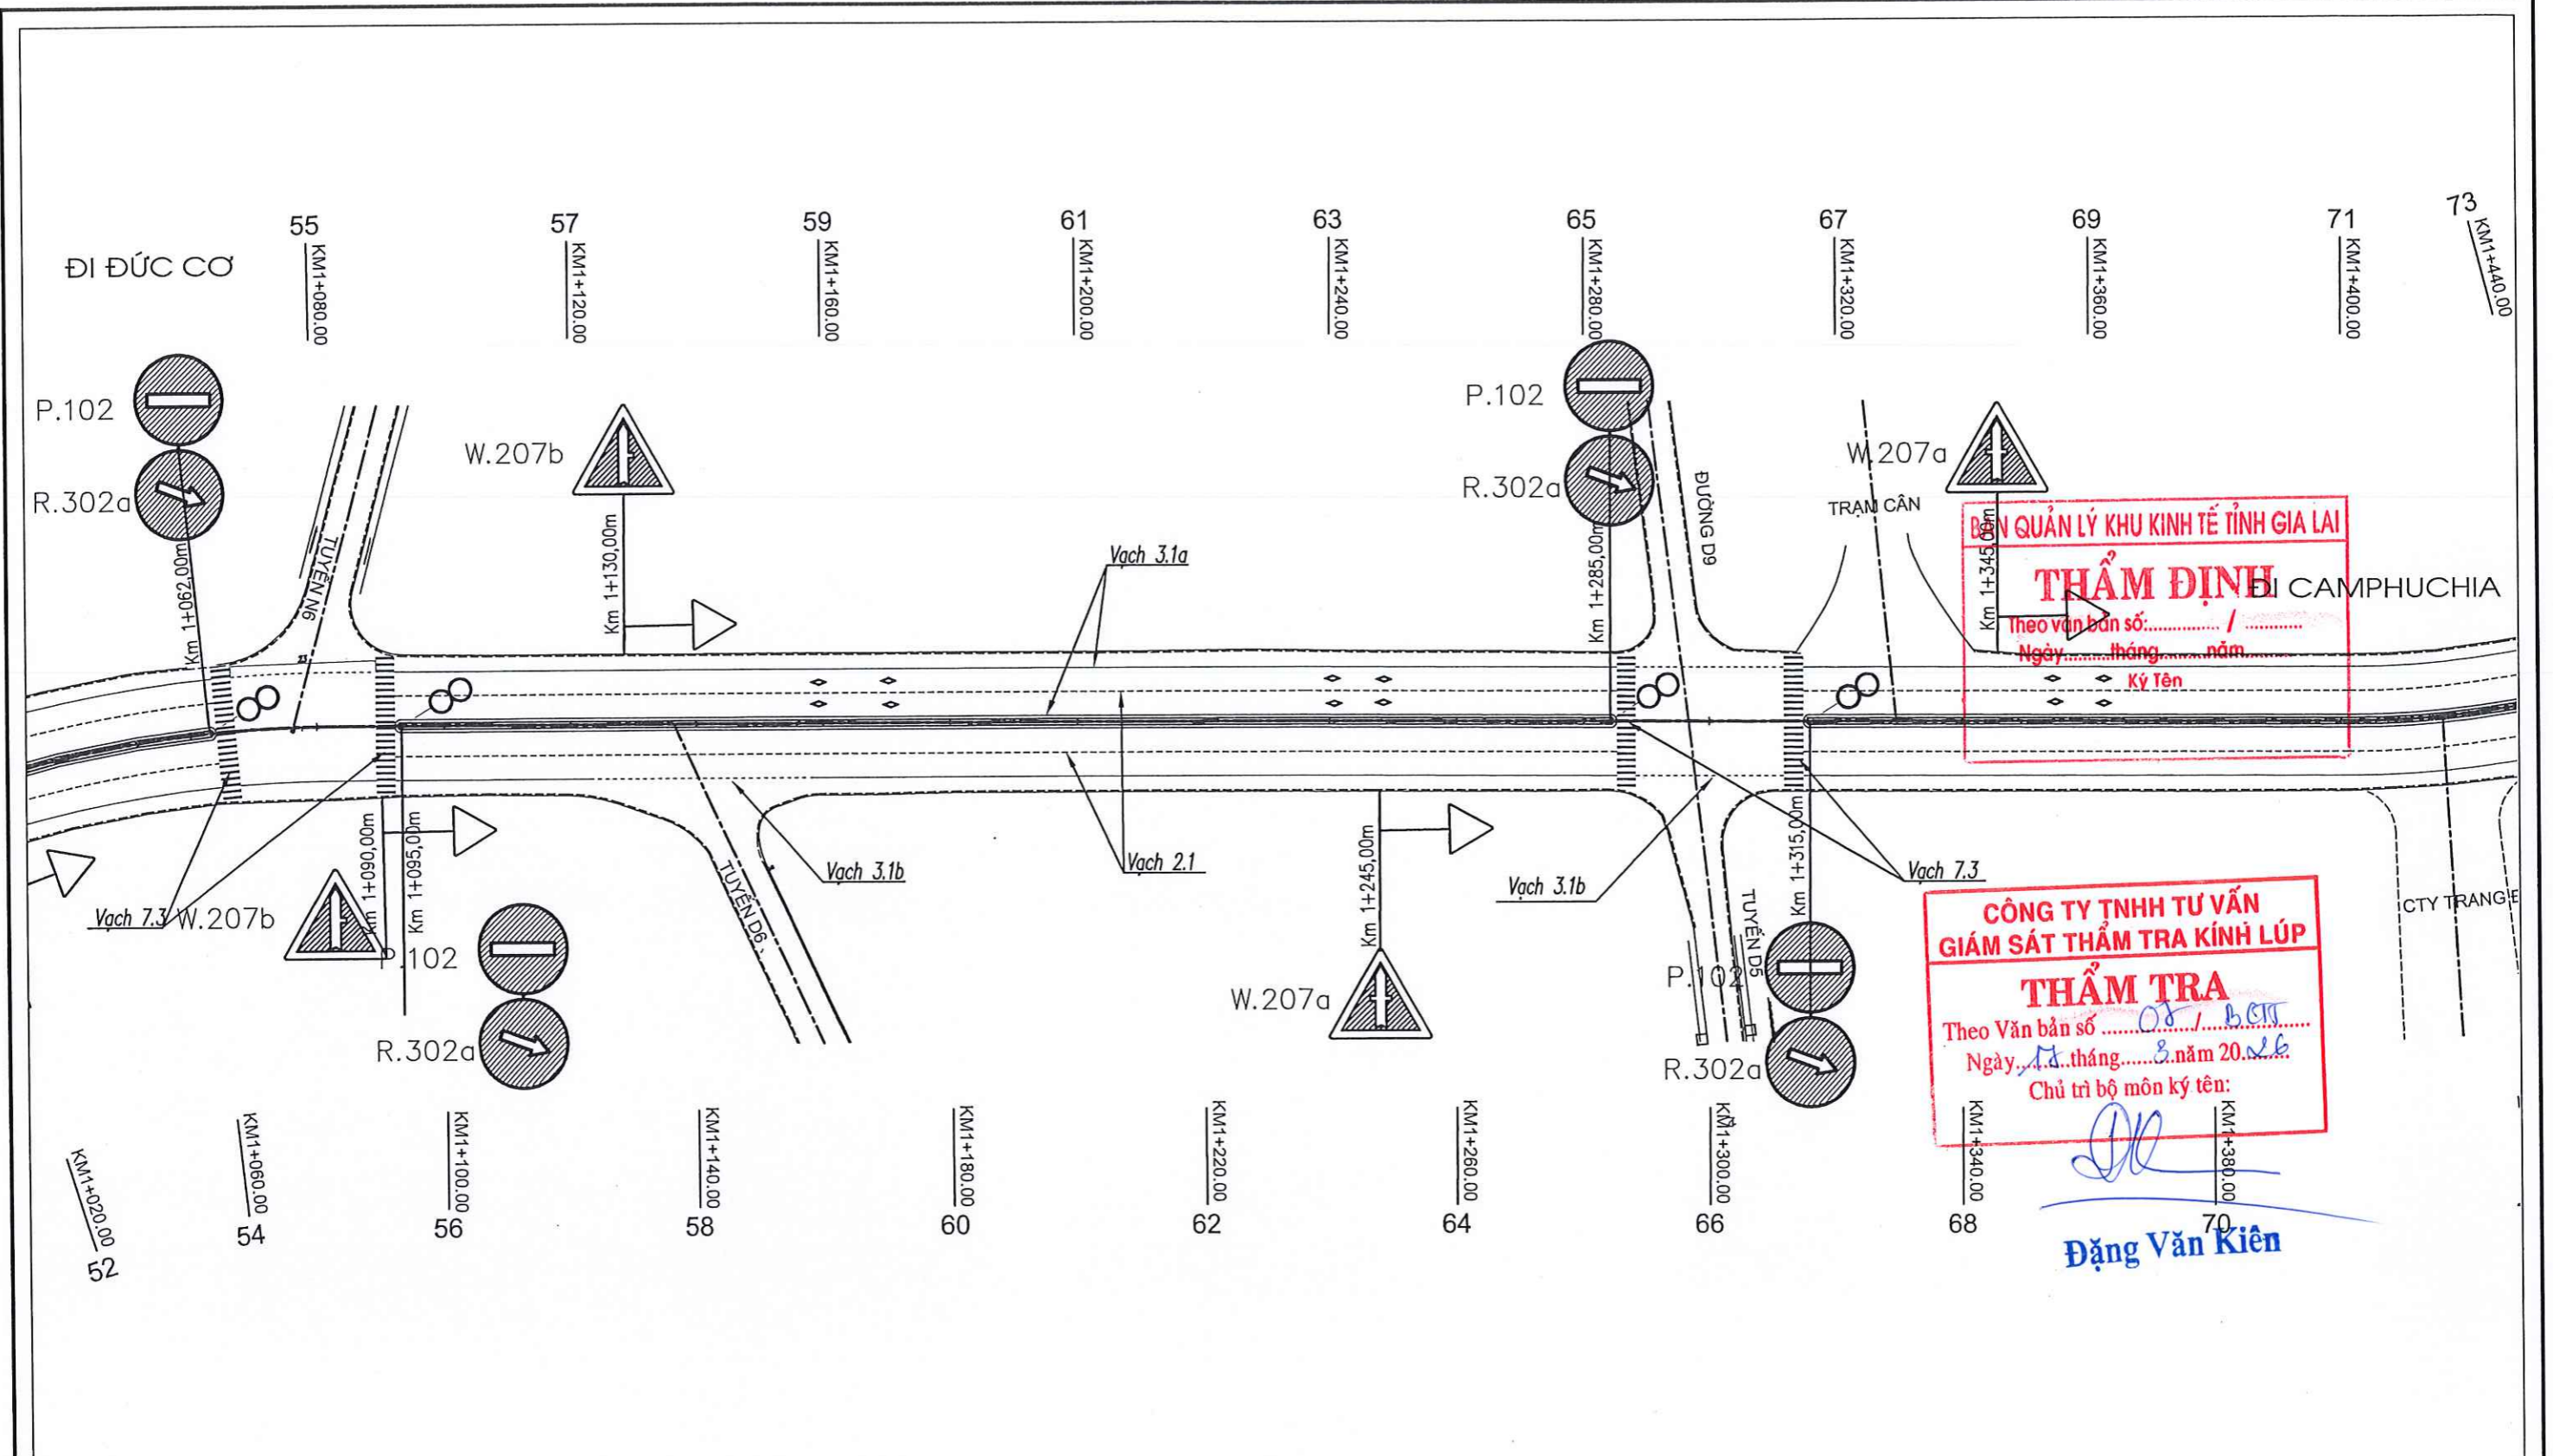 55
57
59
61
63
65
67
69
71
73
KM1+080.00
KM1+120.00
KM1+160.00
KM1+200.00
KM1+240.00
KM1+280.00
KM1+320.00
KM1+360.00
KM1+400.00
KM1+440.00
ĐI ĐỨC CƠ
P.102
R.302a
Km 1+062,00m
TUYẾN N6
W.207b
Km 1+130,00m
Vạch 3.1a
P.102
R.302a
Km 1+285,00m
ĐƯỜNG D9
TRẠM CÂN
W.207a
Km 1+345,00m
BAN QUẢN LÝ KHU KINH TẾ TỈNH GIA LAI
THẨM ĐỊNH
Theo văn bản số:............. / ...........
Ngày.........tháng.........năm.........
Ký Tên
ĐI CAMPHUCHIA
Vạch 7.3
W.207b
Km 1+090,00m
Km 1+095,00m
P.102
R.302a
TUYẾN D6
Vạch 3.1b
Vạch 2.1
W.207a
Km 1+245,00m
Vạch 3.1b
TUYẾN D5
P.102
R.302a
Km 1+315,00m
Vạch 7.3
CTY TRANG
CÔNG TY TNHH TƯ VẤN
GIÁM SÁT THẨM TRA KÍNH LÚP
THẨM TRA
Theo Văn bản số ...... / BCTT
Ngày......tháng...3.năm 20.26
Chủ trì bộ môn ký tên:
Đặng Văn Kiên
KM1+020.00
KM1+060.00
KM1+100.00
KM1+140.00
KM1+180.00
KM1+220.00
KM1+260.00
KM1+300.00
KM1+340.00
KM1+380.00
52
54
56
58
60
62
64
66
68
70